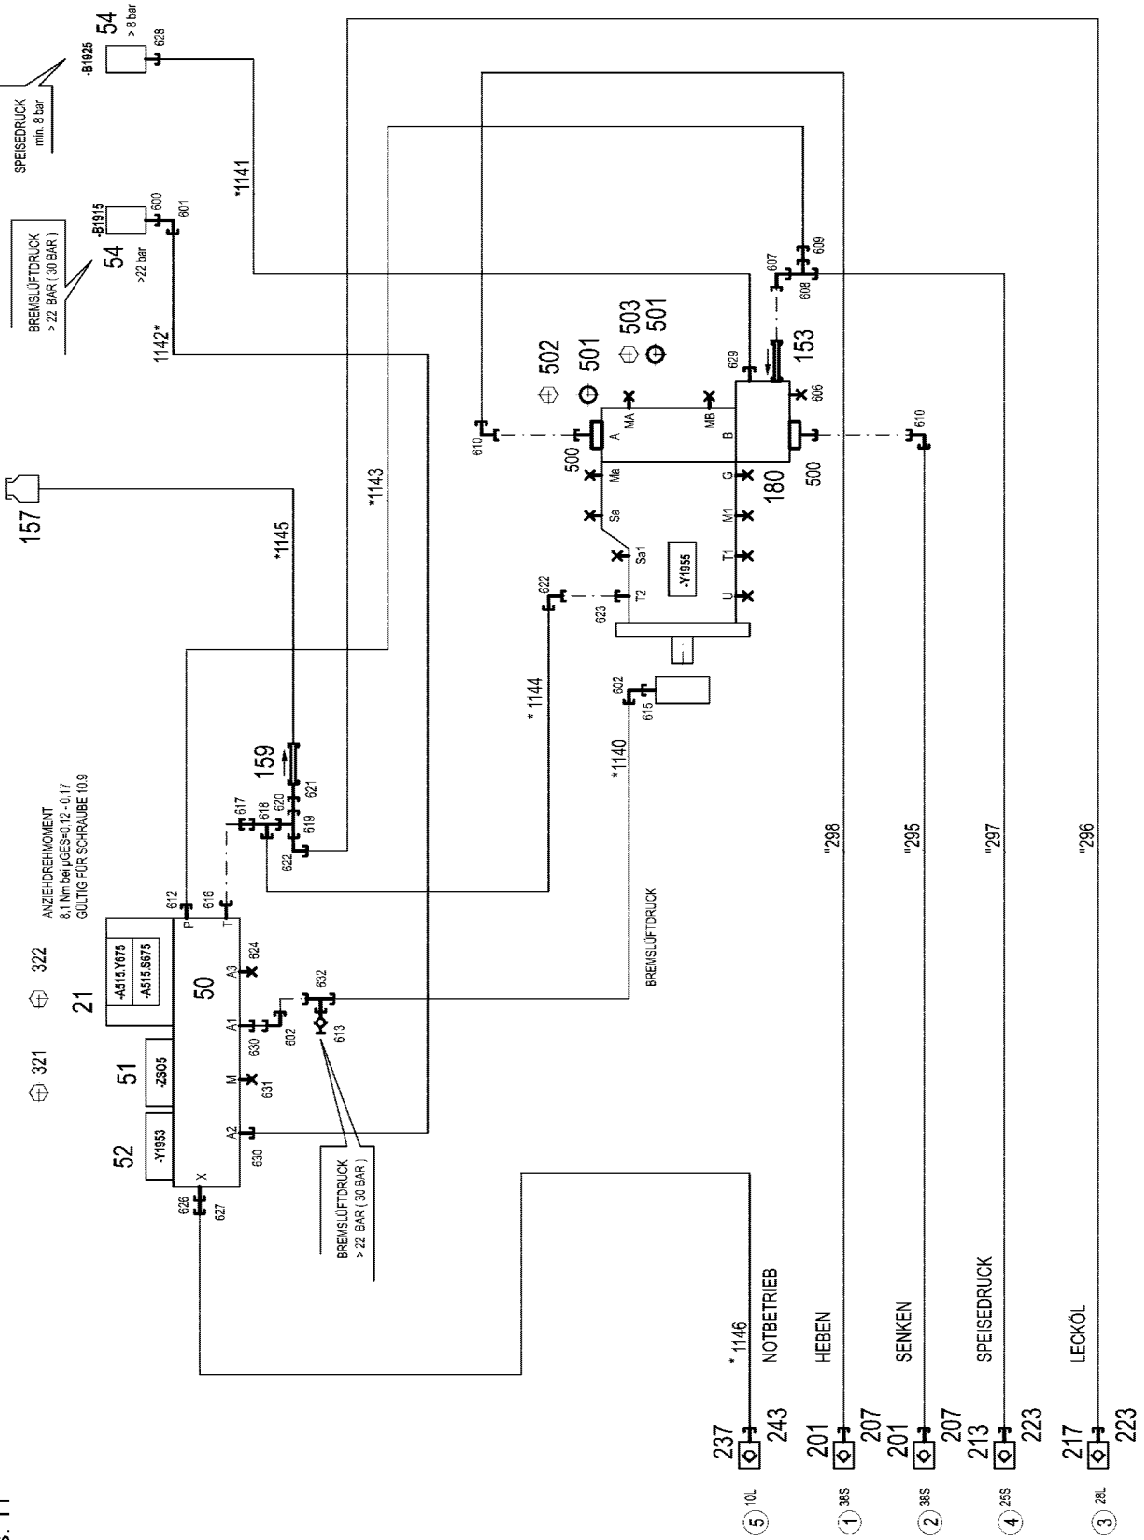 s. 11
SPEISEDRUCK
min. 8 bar
-B1925
54
> 8 bar
628
*1141
BREMSLÜFTDRUCK
> 22 BAR ( 30 BAR )
-B1915
54
>22 bar
600
601
1142*
157
*1145
*1143
ANZIEHDREHMOMENT
8,1 Nm bei µGES=0,12 - 0,17
GÜLTIG FÜR SCHRAUBE 10.9
321
322
21
-A515.Y675
-A515.S675
51
-ZS05
52
-Y1953
50
P
T
A3
A1
M
A2
X
612
616
624
630
602
631
630
626
627
632
613
BREMSLÜFTDRUCK
> 22 BAR ( 30 BAR )
617
618
620
619
621
622
159
* 1144
622
623
*1140
602
615
BREMSLÜFTDRUCK
502
501
503
501
610
500
A
MA
MB
B
Ma
Sa
Sa1
T2
G
M1
T1
U
-Y1955
180
629
153
606
607
608
609
500
610
"298
"295
"297
"296
* 1146
NOTBETRIEB
HEBEN
SENKEN
SPEISEDRUCK
LECKÖL
237
243
5
10L
201
207
1
38S
201
207
2
38S
213
223
4
25S
217
223
3
28L